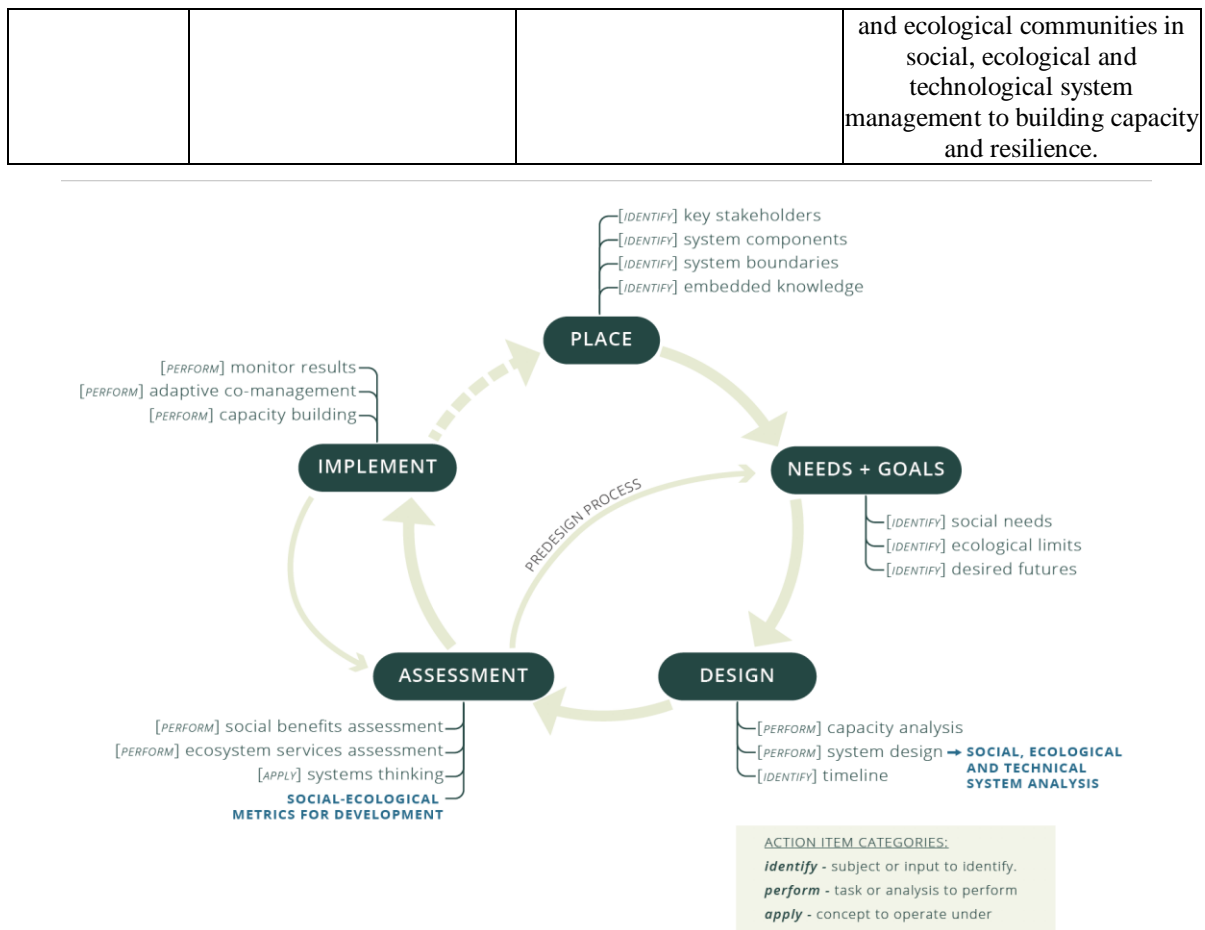 and ecological communities in
social, ecological and
technological system
management to building capacity
and resilience.
[IDENTIFY] key stakeholders
[IDENTIFY] system components
[IDENTIFY] system boundaries
[IDENTIFY] embedded knowledge
PLACE
[PERFORM] monitor results
[PERFORM] adaptive co-management
[PERFORM] capacity building
IMPLEMENT
NEEDS + GOALS
[IDENTIFY] social needs
[IDENTIFY] ecological limits
[IDENTIFY] desired futures
PREDESIGN PROCESS
ASSESSMENT
[PERFORM] social benefits assessment
[PERFORM] ecosystem services assessment
[APPLY] systems thinking
SOCIAL-ECOLOGICAL
METRICS FOR DEVELOPMENT
DESIGN
[PERFORM] capacity analysis
[PERFORM] system design → SOCIAL, ECOLOGICAL
AND TECHNICAL
SYSTEM ANALYSIS
[IDENTIFY] timeline
ACTION ITEM CATEGORIES:
identify - subject or input to identify.
perform - task or analysis to perform
apply - concept to operate under